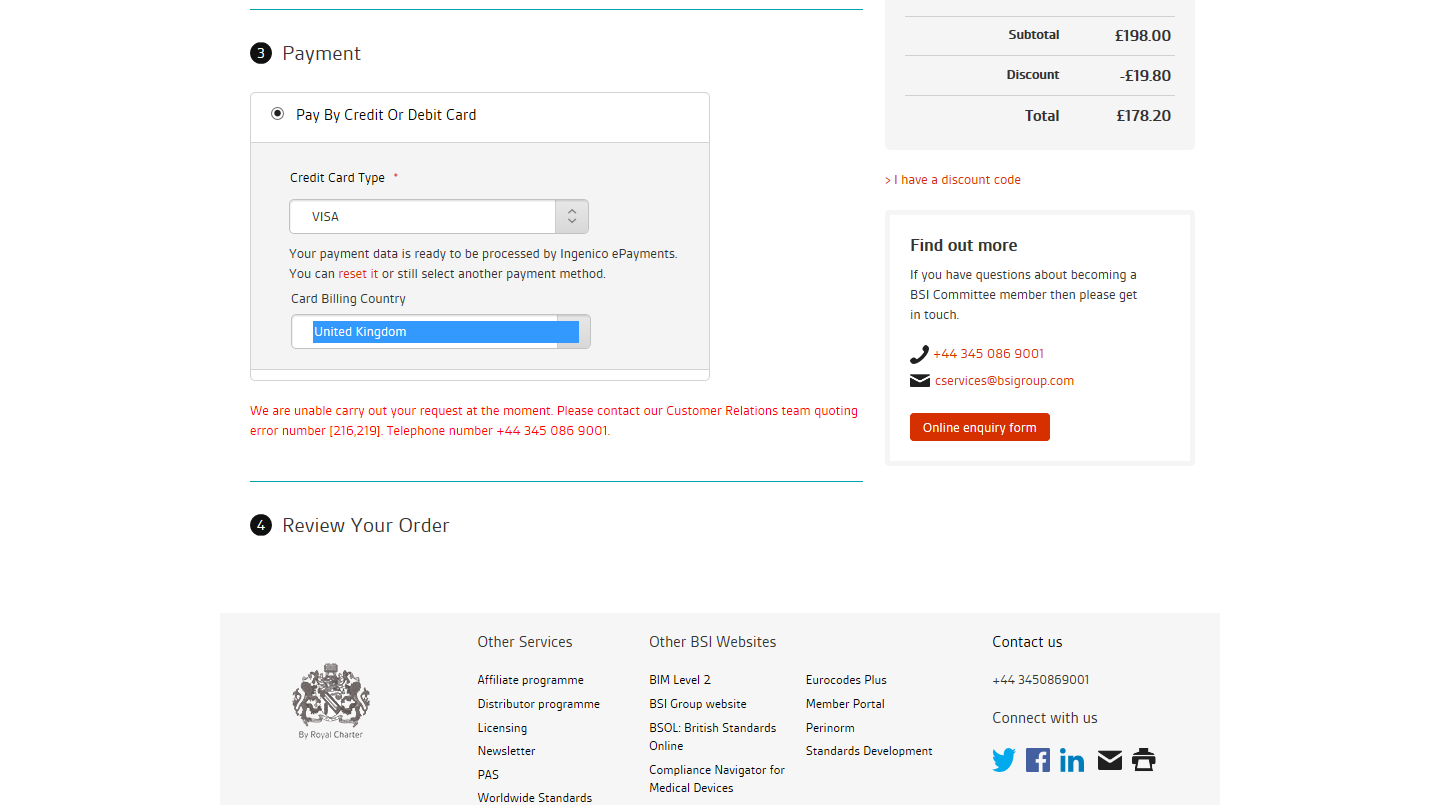 3 Payment
Pay By Credit Or Debit Card
Credit Card Type *
VISA
Your payment data is ready to be processed by Ingenico ePayments.
You can reset it or still select another payment method.
Card Billing Country
United Kingdom
We are unable carry out your request at the moment. Please contact our Customer Relations team quoting
error number [216,219]. Telephone number +44 345 086 9001.
4 Review Your Order
Subtotal £198.00
Discount -£19.80
Total £178.20
> I have a discount code
Find out more
If you have questions about becoming a
BSI Committee member then please get
in touch.
+44 345 086 9001
cservices@bsigroup.com
Online enquiry form
By Royal Charter
Other Services
Affiliate programme
Distributor programme
Licensing
Newsletter
PAS
Worldwide Standards
Other BSI Websites
BIM Level 2
BSI Group website
BSOL: British Standards
Online
Compliance Navigator for
Medical Devices
Eurocodes Plus
Member Portal
Perinorm
Standards Development
Contact us
+44 3450869001
Connect with us